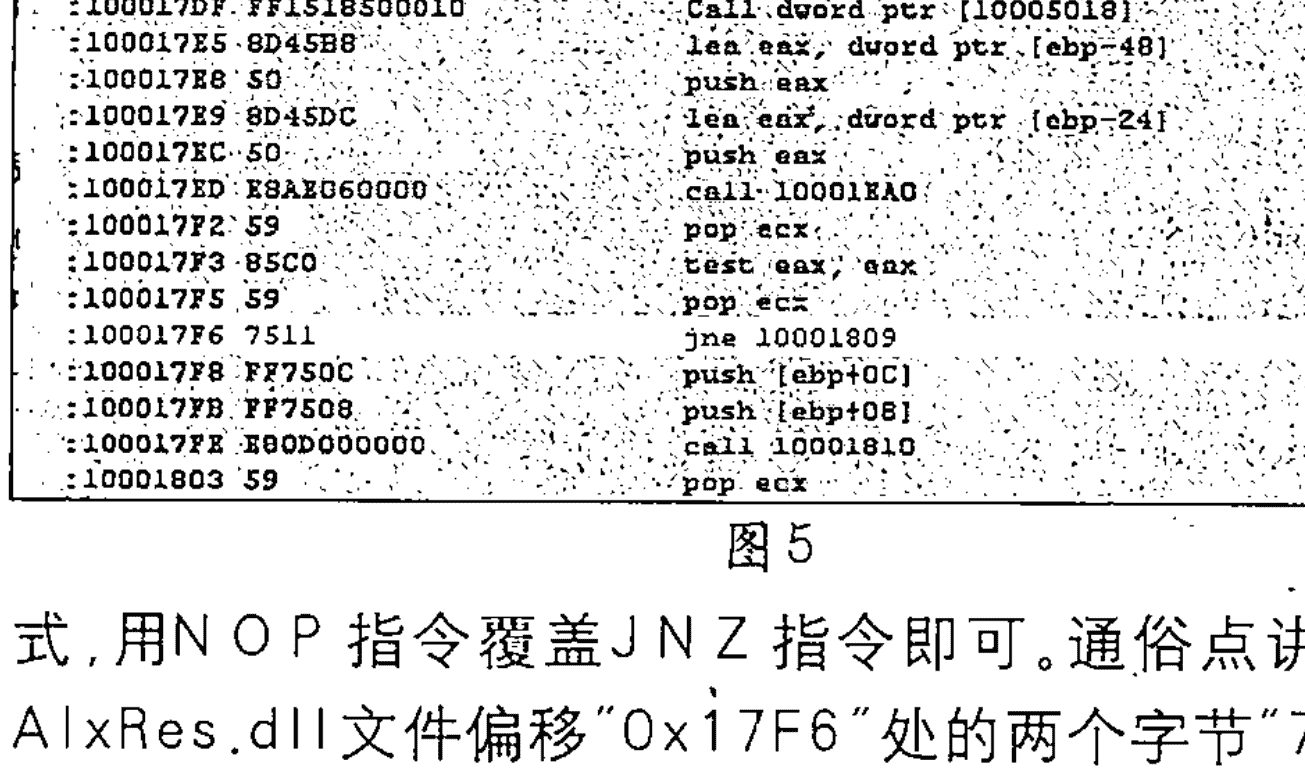 :100017DF FF1518500010 Call dword ptr [10005018]
:100017E5 8D45B8 lea eax, dword ptr [ebp-48]
:100017E8 50 push eax
:100017E9 8D45DC lea eax, dword ptr [ebp-24]
:100017EC 50 push eax
:100017ED E8AE060000 call 10001EA0
:100017F2 59 pop ecx
:100017F3 85C0 test eax, eax
:100017F5 59 pop ecx
:100017F6 7511 jne 10001809
:100017F8 FF750C push [ebp+0C]
:100017FB FF7508 push [ebp+08]
:100017FE E80D000000 call 10001810
:10001803 59 pop ecx
图5
式,用NOP指令覆盖JNZ指令即可。通俗点讲
AlxRes.dll文件偏移"0x17F6"处的两个字节"7